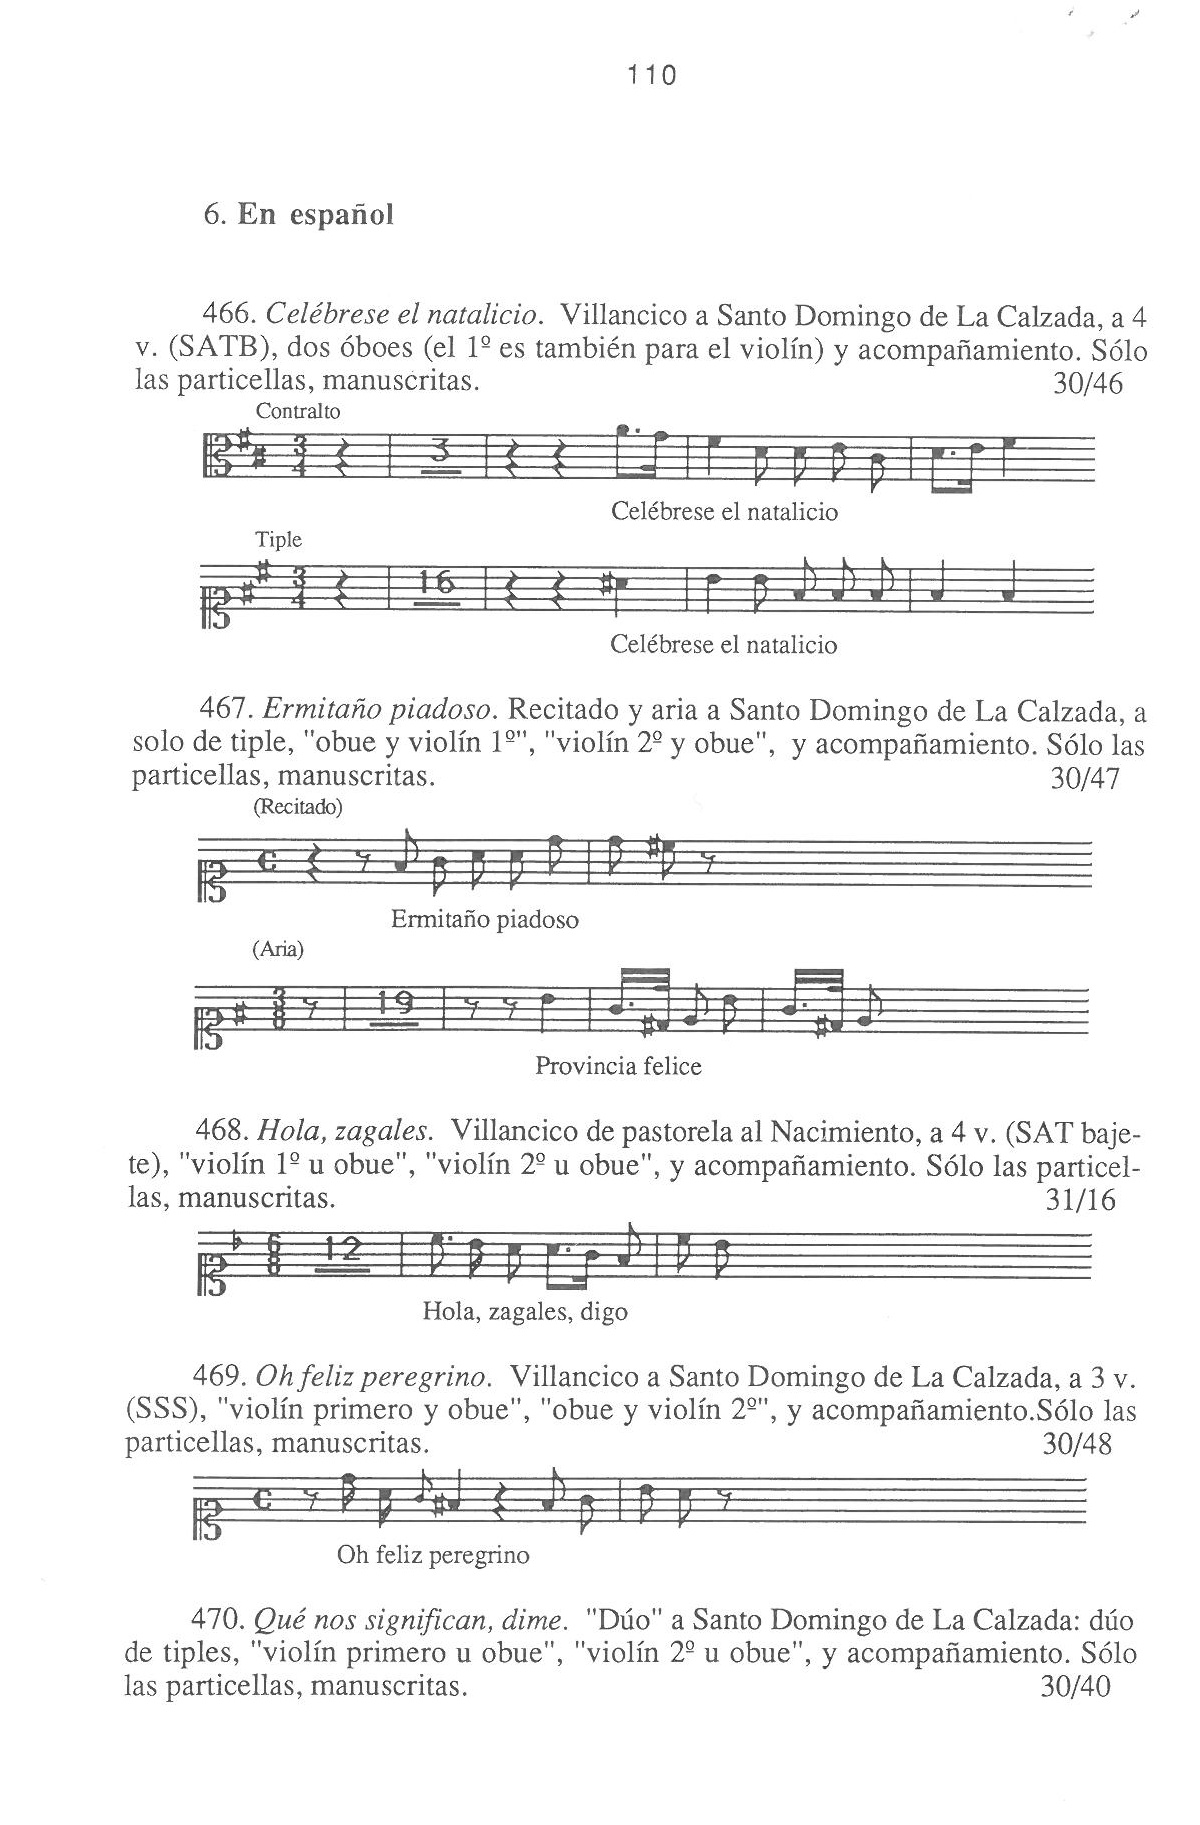 110
6. En español
466. Celébrese el natalicio. Villancico a Santo Domingo de La Calzada, a 4
v. (SATB), dos óboes (el 1º es también para el violín) y acompañamiento. Sólo
las particellas, manuscritas. 30/46
Contralto
3
4
3
Celébrese el natalicio
Tiple
3
4
16
Celébrese el natalicio
467. Ermitaño piadoso. Recitado y aria a Santo Domingo de La Calzada, a
solo de tiple, "obue y violín 1º", "violín 2º y obue", y acompañamiento. Sólo las
particellas, manuscritas. 30/47
(Recitado)
Ermitaño piadoso
(Aria)
3
8
19
Provincia felice
468. Hola, zagales. Villancico de pastorela al Nacimiento, a 4 v. (SAT baje-
te), "violín 1º u obue", "violín 2º u obue", y acompañamiento. Sólo las particel-
las, manuscritas. 31/16
6
8
12
Hola, zagales, digo
469. Oh feliz peregrino. Villancico a Santo Domingo de La Calzada, a 3 v.
(SSS), "violín primero y obue", "obue y violín 2º", y acompañamiento.Sólo las
particellas, manuscritas. 30/48
Oh feliz peregrino
470. Qué nos significan, dime. "Dúo" a Santo Domingo de La Calzada: dúo
de tiples, "violín primero u obue", "violín 2º u obue", y acompañamiento. Sólo
las particellas, manuscritas. 30/40